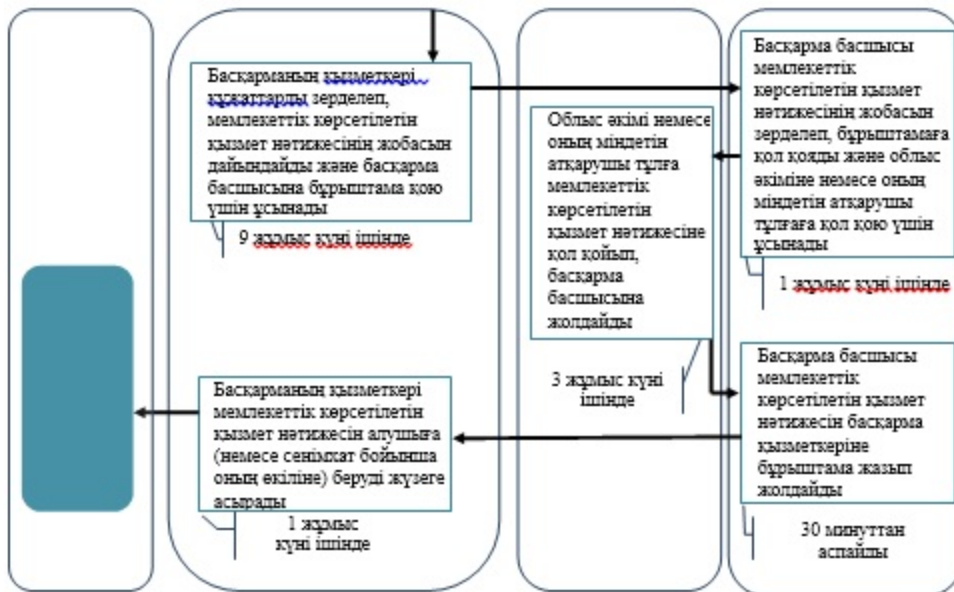 Басқарманың қызметкері
құжаттарды зерделеп,
мемлекеттік көрсетілетін
қызмет нәтижесінің жобасын
дайындайды және басқарма
басшысына бұрыштама қою
үшін ұсынады
9 жұмыс күні ішінде
Басқарма басшысы
мемлекеттік
көрсетілетін қызмет
нәтижесінің жобасын
зерделеп, бұрыштамаға
қол қояды және облыс
әкіміне немесе оның
міндетін атқарушы
тұлғаға қол қою үшін
ұсынады
1 жұмыс күні ішінде
Облыс әкімі немесе
оның міндетін
атқарушы тұлға
мемлекеттік
көрсетілетін
қызмет нәтижесіне
қол қойып,
басқарма
басшысына
жолдайды
3 жұмыс күні
ішінде
Басқарма басшысы
мемлекеттік
көрсетілетін қызмет
нәтижесін басқарма
қызметкеріне
бұрыштама жазып
жолдайды
30 минуттан
аспайды
Басқарманың қызметкері
мемлекеттік көрсетілетін
қызмет нәтижесін алушыға
(немесе сенімхат бойынша
оның өкіліне) беруді жүзеге
асырады
1 жұмыс
күні ішінде